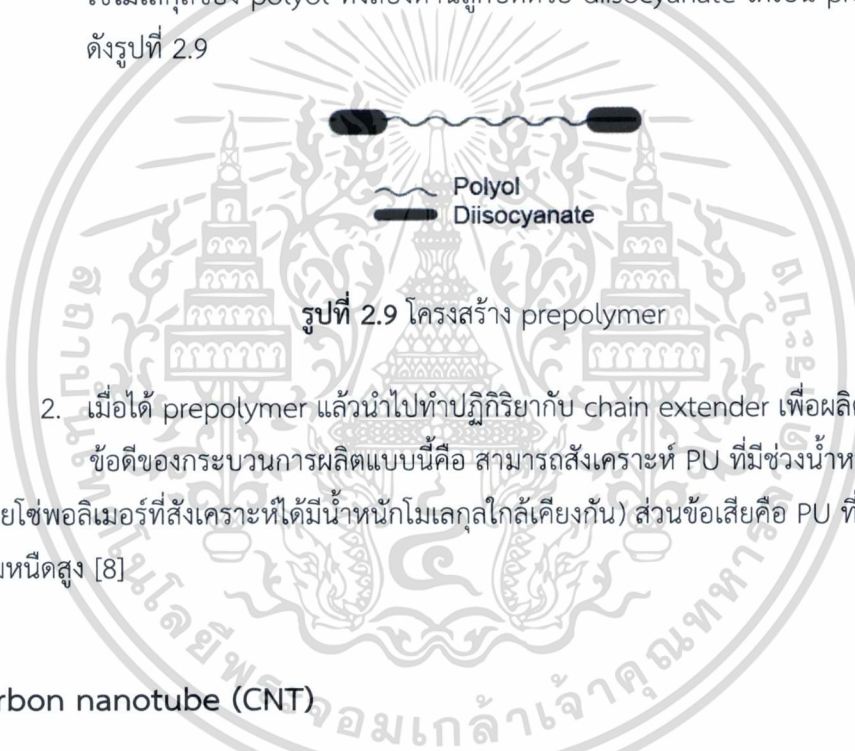 ดังรูปที่ 2.9
Polyol
Diisocyanate
รูปที่ 2.9 โครงสร้าง prepolymer
2. เมื่อได้ prepolymer แล้วนำไปทำปฏิกิริยากับ chain extender เพื่อผลิต
ข้อดีของกระบวนการผลิตแบบนี้คือ สามารถสังเคราะห์ PU ที่มีช่วงน้ำห
ยโซ่พอลิเมอร์ที่สังเคราะห์ได้มีน้ำหนักโมเลกุลใกล้เคียงกัน) ส่วนข้อเสียคือ PU ที่
มหนืดสูง [8]
rbon nanotube (CNT)